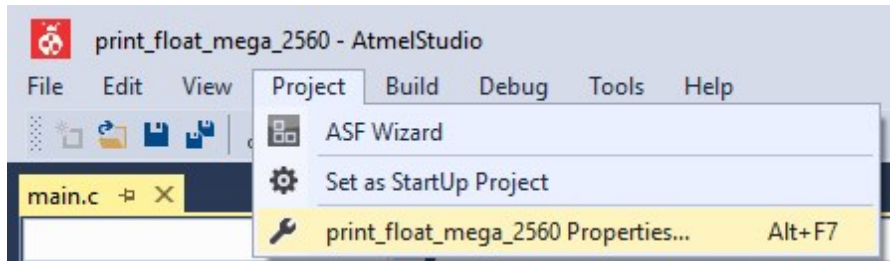 print_float_mega_2560 - AtmelStudio
File Edit View Project Build Debug Tools Help
ASF Wizard
Set as StartUp Project
main.c
print_float_mega_2560 Properties... Alt+F7